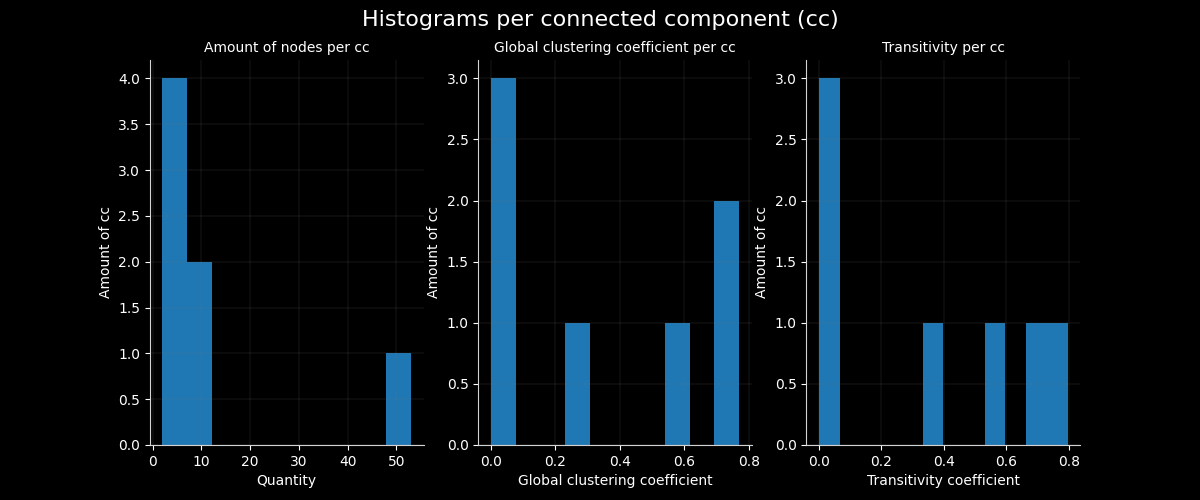 Histograms per connected component (cc)
Amount of nodes per cc
Amount of cc
4.0
3.5
3.0
2.5
2.0
1.5
1.0
0.5
0.0
0 10 20 30 40 50
Quantity
Global clustering coefficient per cc
Amount of cc
3.0
2.5
2.0
1.5
1.0
0.5
0.0
0.0 0.2 0.4 0.6 0.8
Global clustering coefficient
Transitivity per cc
Amount of cc
3.0
2.5
2.0
1.5
1.0
0.5
0.0
0.0 0.2 0.4 0.6 0.8
Transitivity coefficient